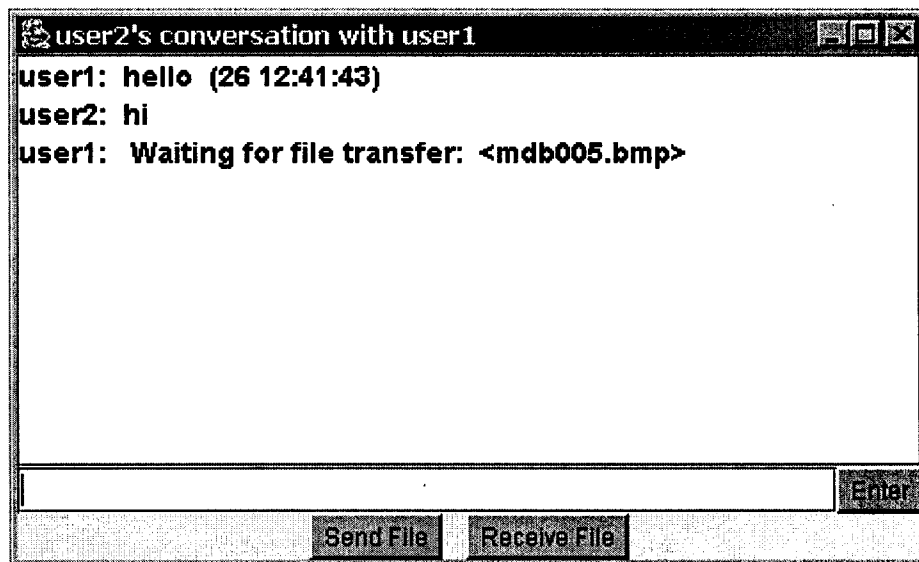 user2's conversation with user1
user1: hello (26 12:41:43)
user2: hi
user1: Waiting for file transfer: <mdb005.bmp>
Enter
Send File Receive File